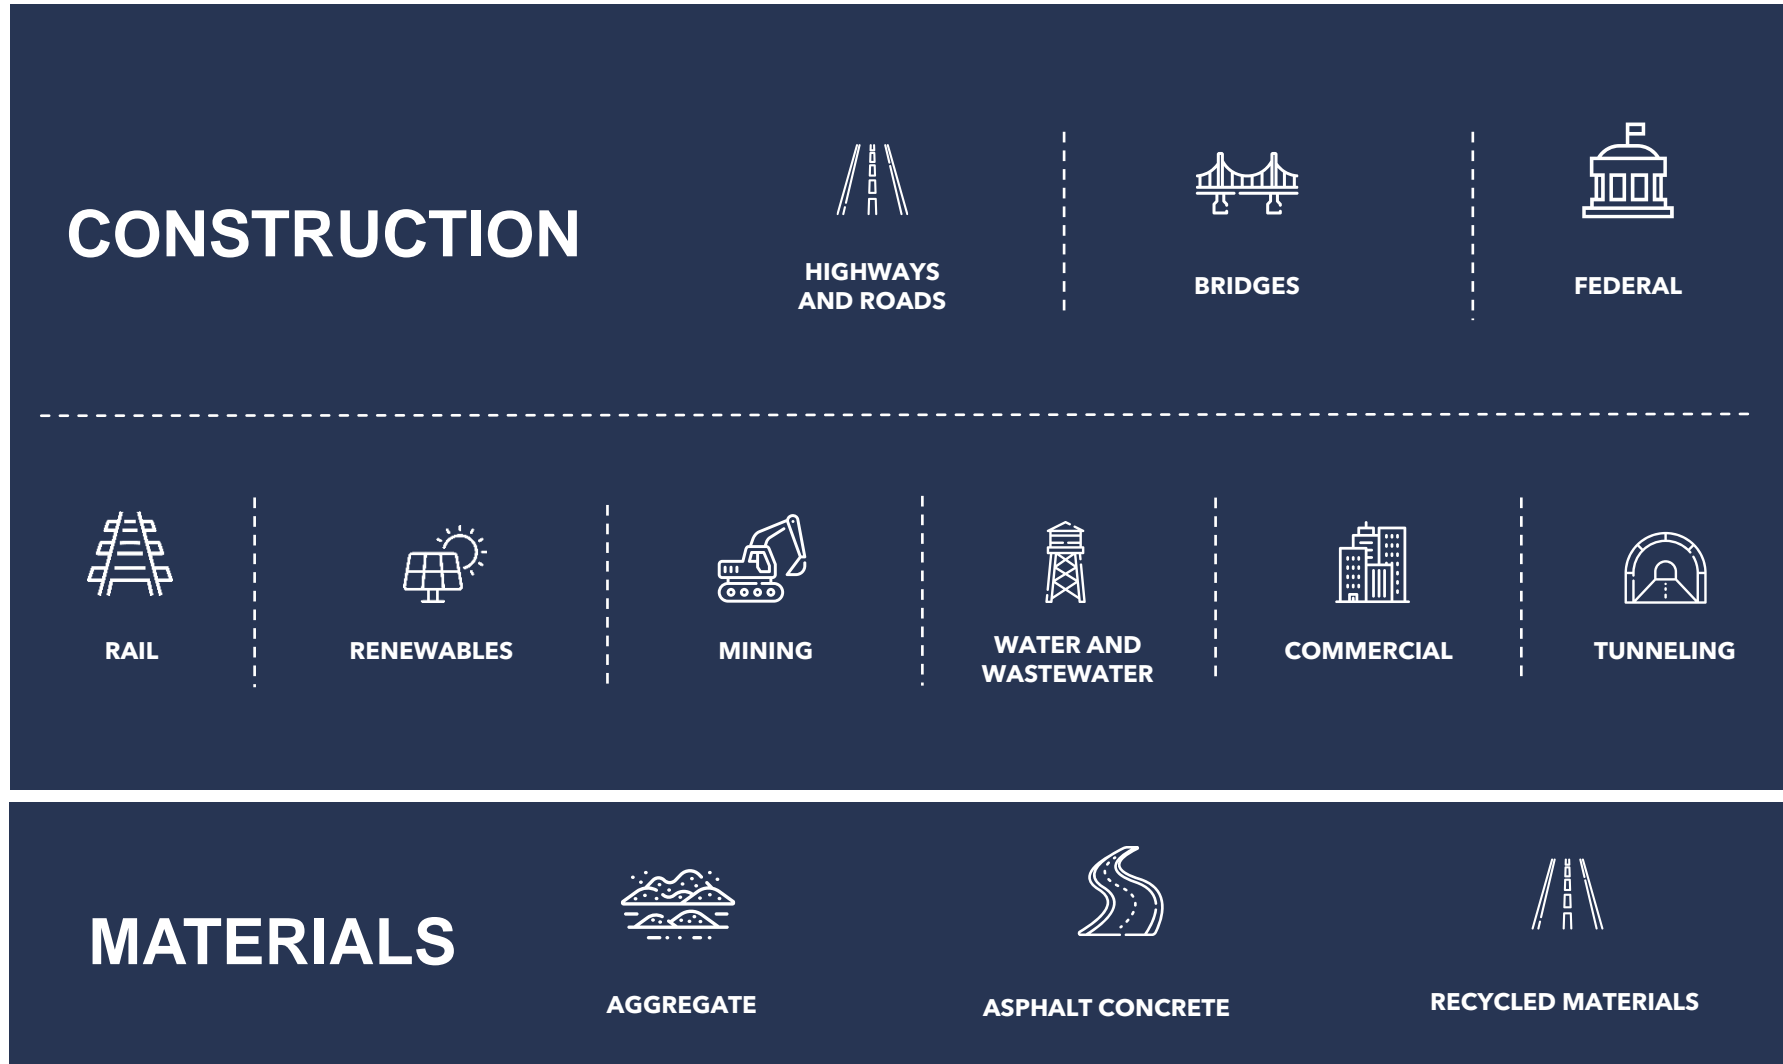 CONSTRUCTION
HIGHWAYS
AND ROADS
BRIDGES
FEDERAL
RAIL
RENEWABLES
MINING
WATER AND
WASTEWATER
COMMERCIAL
TUNNELING
MATERIALS
AGGREGATE
ASPHALT CONCRETE
RECYCLED MATERIALS